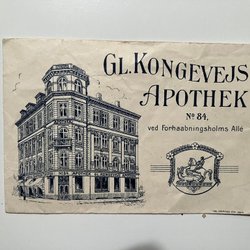 GL. KONGEVEJS
APOTHEK
No 84,
ved Forhaabningsholms Allé